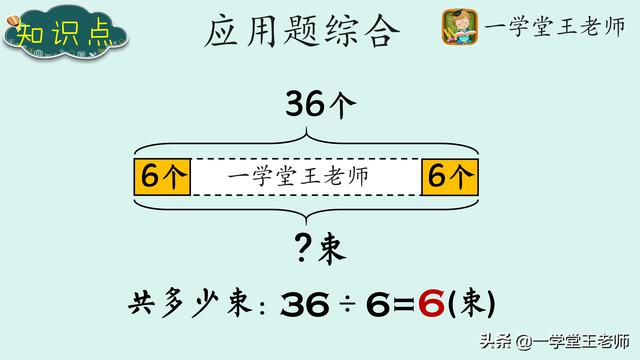 知识点
应用题综合
一学堂王老师
36个
6个 一学堂王老师 6个
?束
共多少束: 36÷6=6(束)
头条 @一学堂王老师